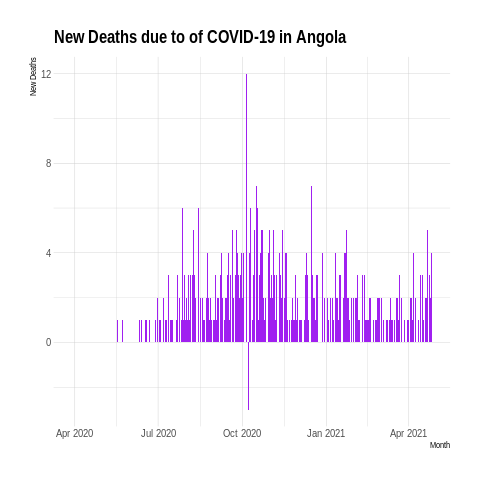 New Deaths due to of COVID-19 in Angola
New Deaths
12
8
4
0
Apr 2020
Jul 2020
Oct 2020
Jan 2021
Apr 2021
Month